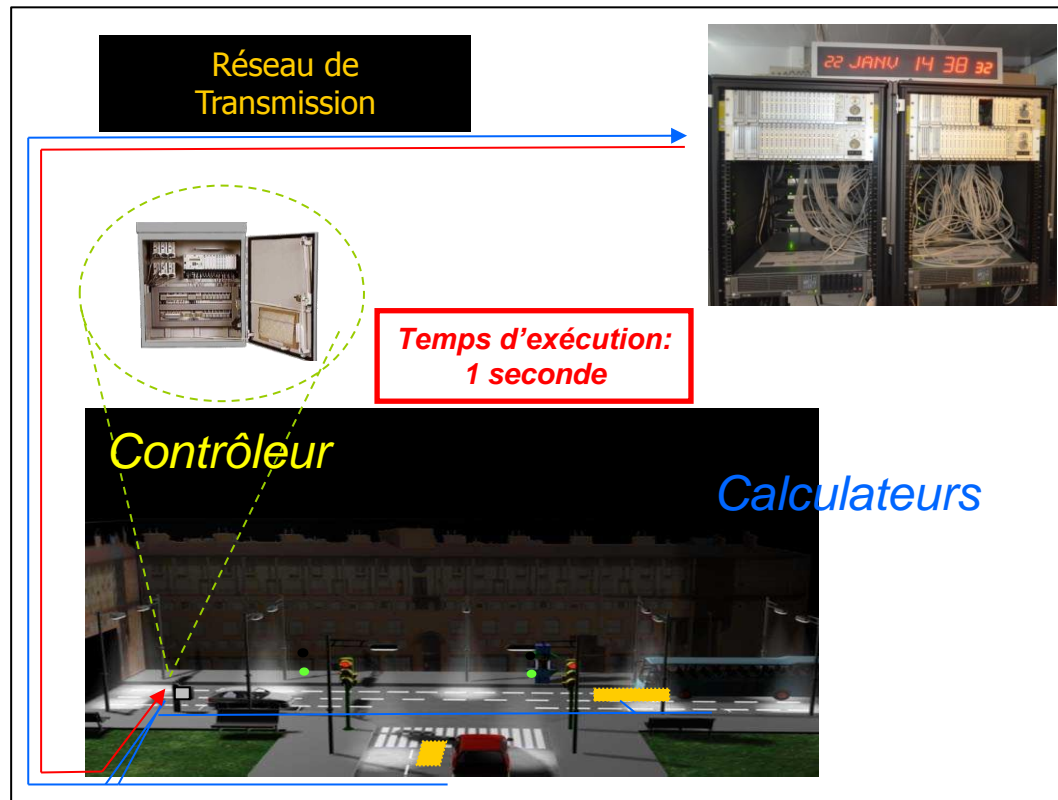 Réseau de
Transmission
22 JANV 14 38 32
Temps d'exécution:
1 seconde
Contrôleur
Calculateurs